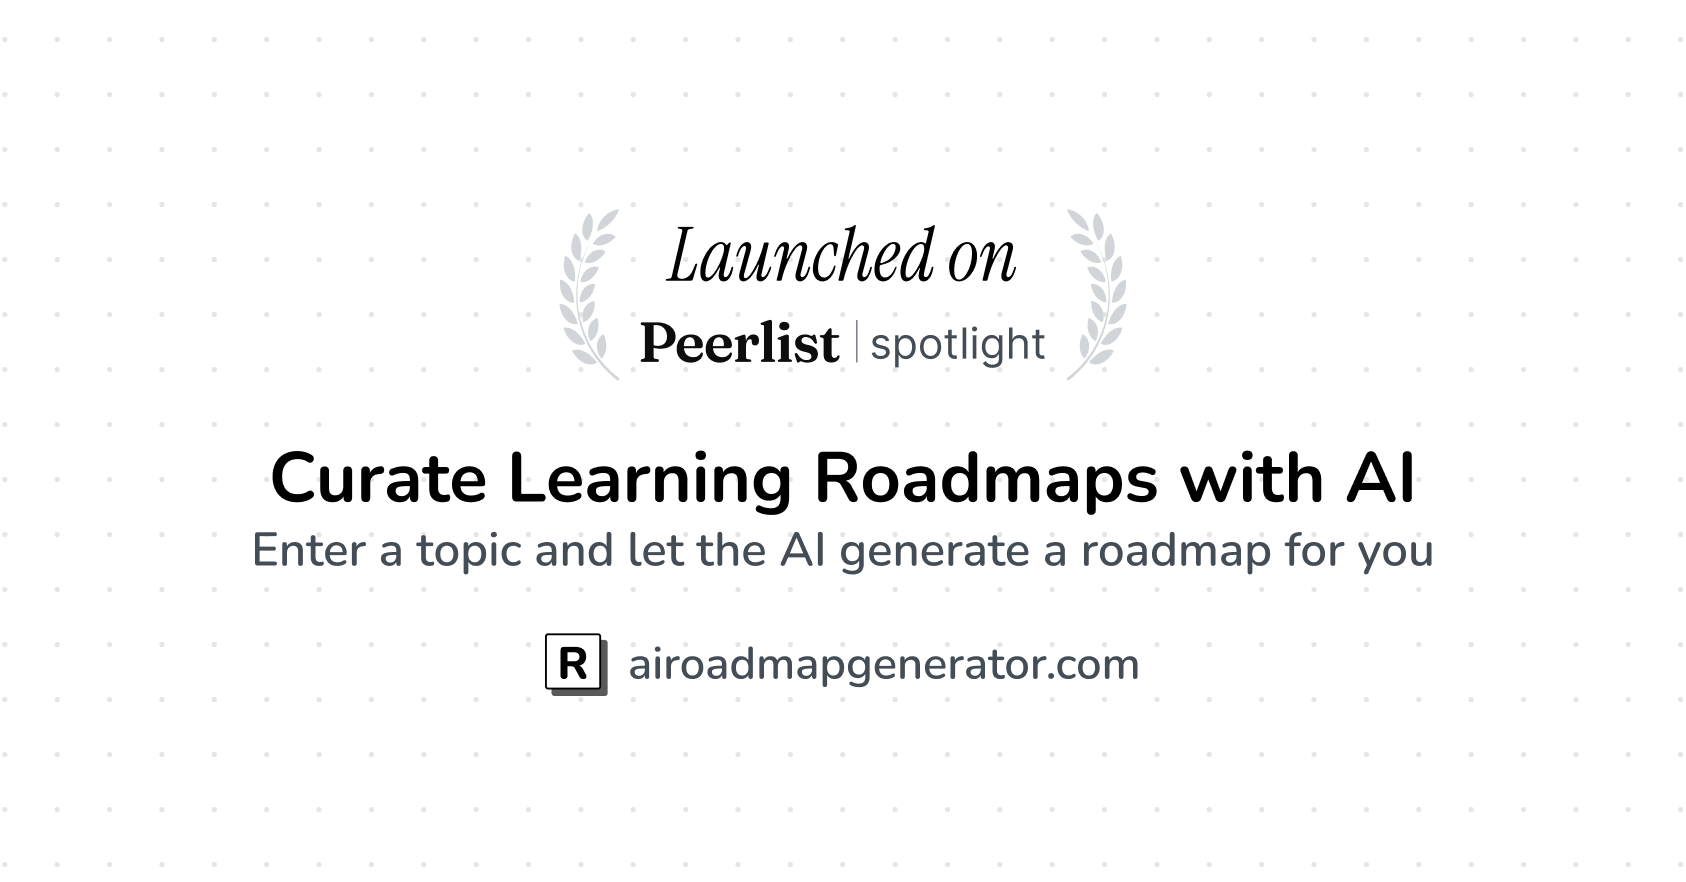 Launched on
Peerlist | spotlight
Curate Learning Roadmaps with AI
Enter a topic and let the AI generate a roadmap for you
R airoadmapgenerator.com